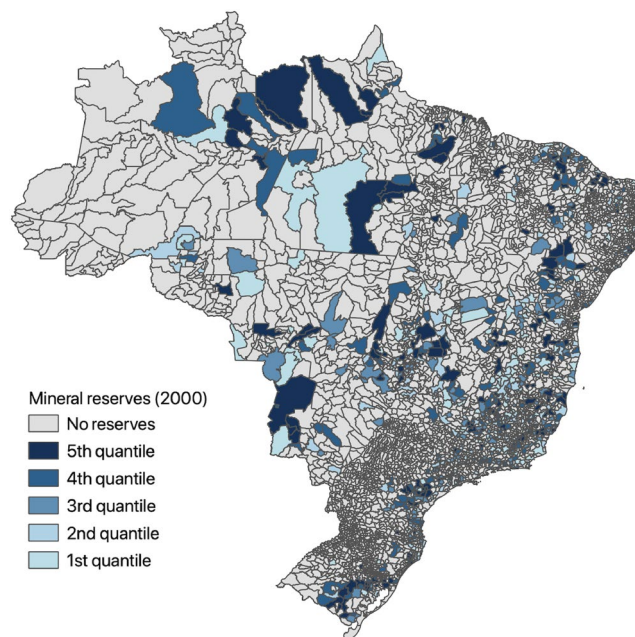 Mineral reserves (2000)
No reserves
5th quantile
4th quantile
3rd quantile
2nd quantile
1st quantile